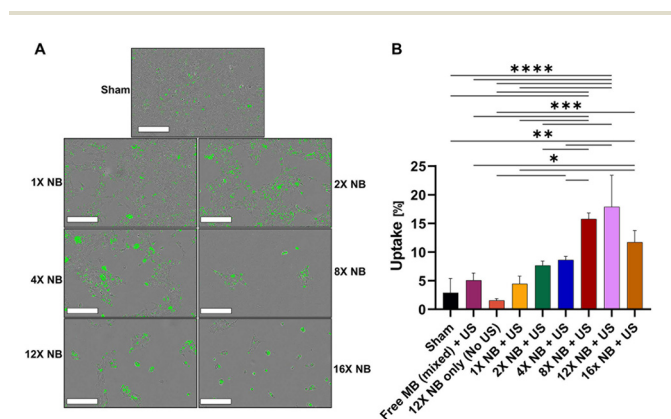 A
B
Sham
1X NB
2X NB
4X NB
8X NB
12X NB
16X NB
****
***
**
*
Uptake [%]
25
20
15
10
5
0
Sham
Free MB (mixed) + US
12X NB only (No US)
1X NB + US
2X NB + US
4X NB + US
8X NB + US
12X NB + US
16x NB + US